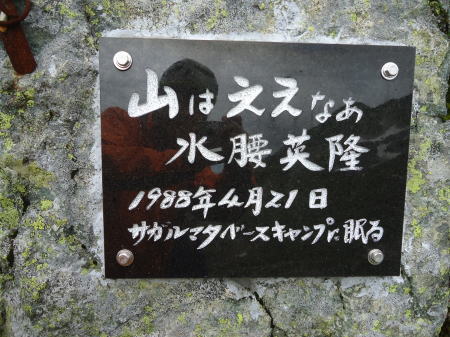 山はええなぁ
水腰英隆
1988年4月21日
サガルマタベースキャンプに眠る